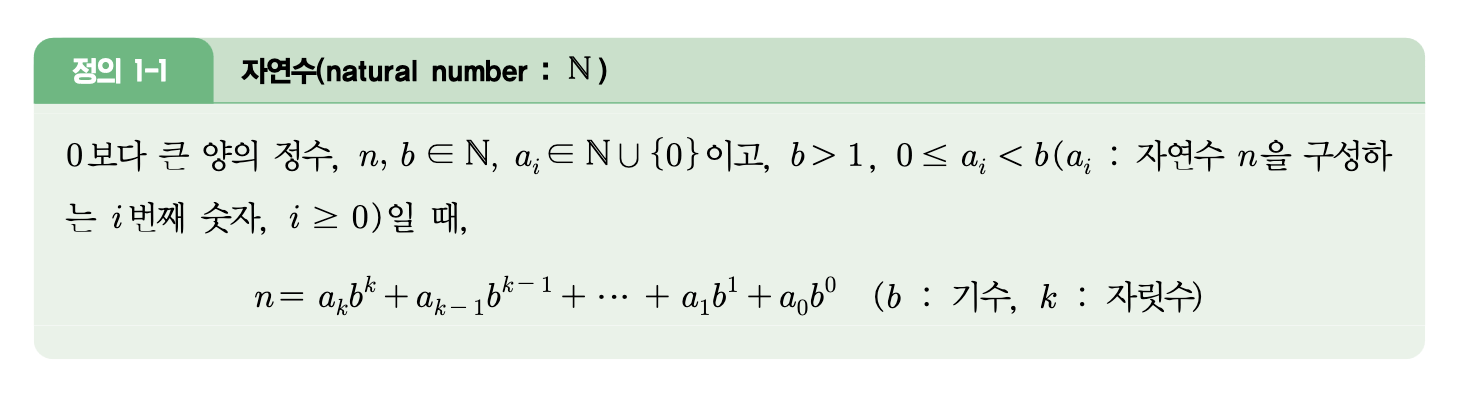 정의 1-1 자연수(natural number : ℕ)
0보다 큰 양의 정수, n, b ∈ ℕ, aᵢ ∈ ℕ ∪ {0}이고, b > 1, 0 ≤ aᵢ < b(aᵢ : 자연수 n을 구성하
는 i번째 숫자, i ≥ 0)일 때,
n = aₖbᵏ + aₖ₋₁bᵏ⁻¹ + ⋯ + a₁b¹ + a₀b⁰ (b : 기수, k : 자릿수)